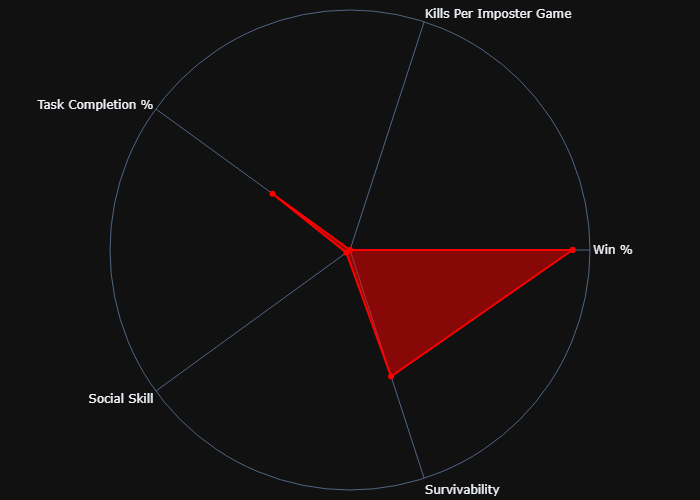 Kills Per Imposter Game
Task Completion %
Win %
Social Skill
Survivability